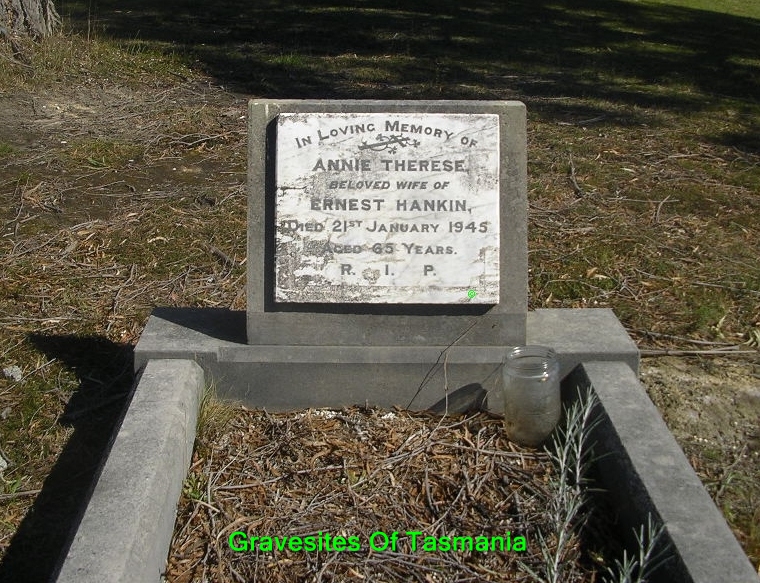 IN LOVING MEMORY OF
ANNIE THERESE.
BELOVED WIFE OF
ERNEST HANKIN,
DIED 21ST JANUARY 1945
AGED 65 YEARS.
R. I. P.
Gravesites Of Tasmania